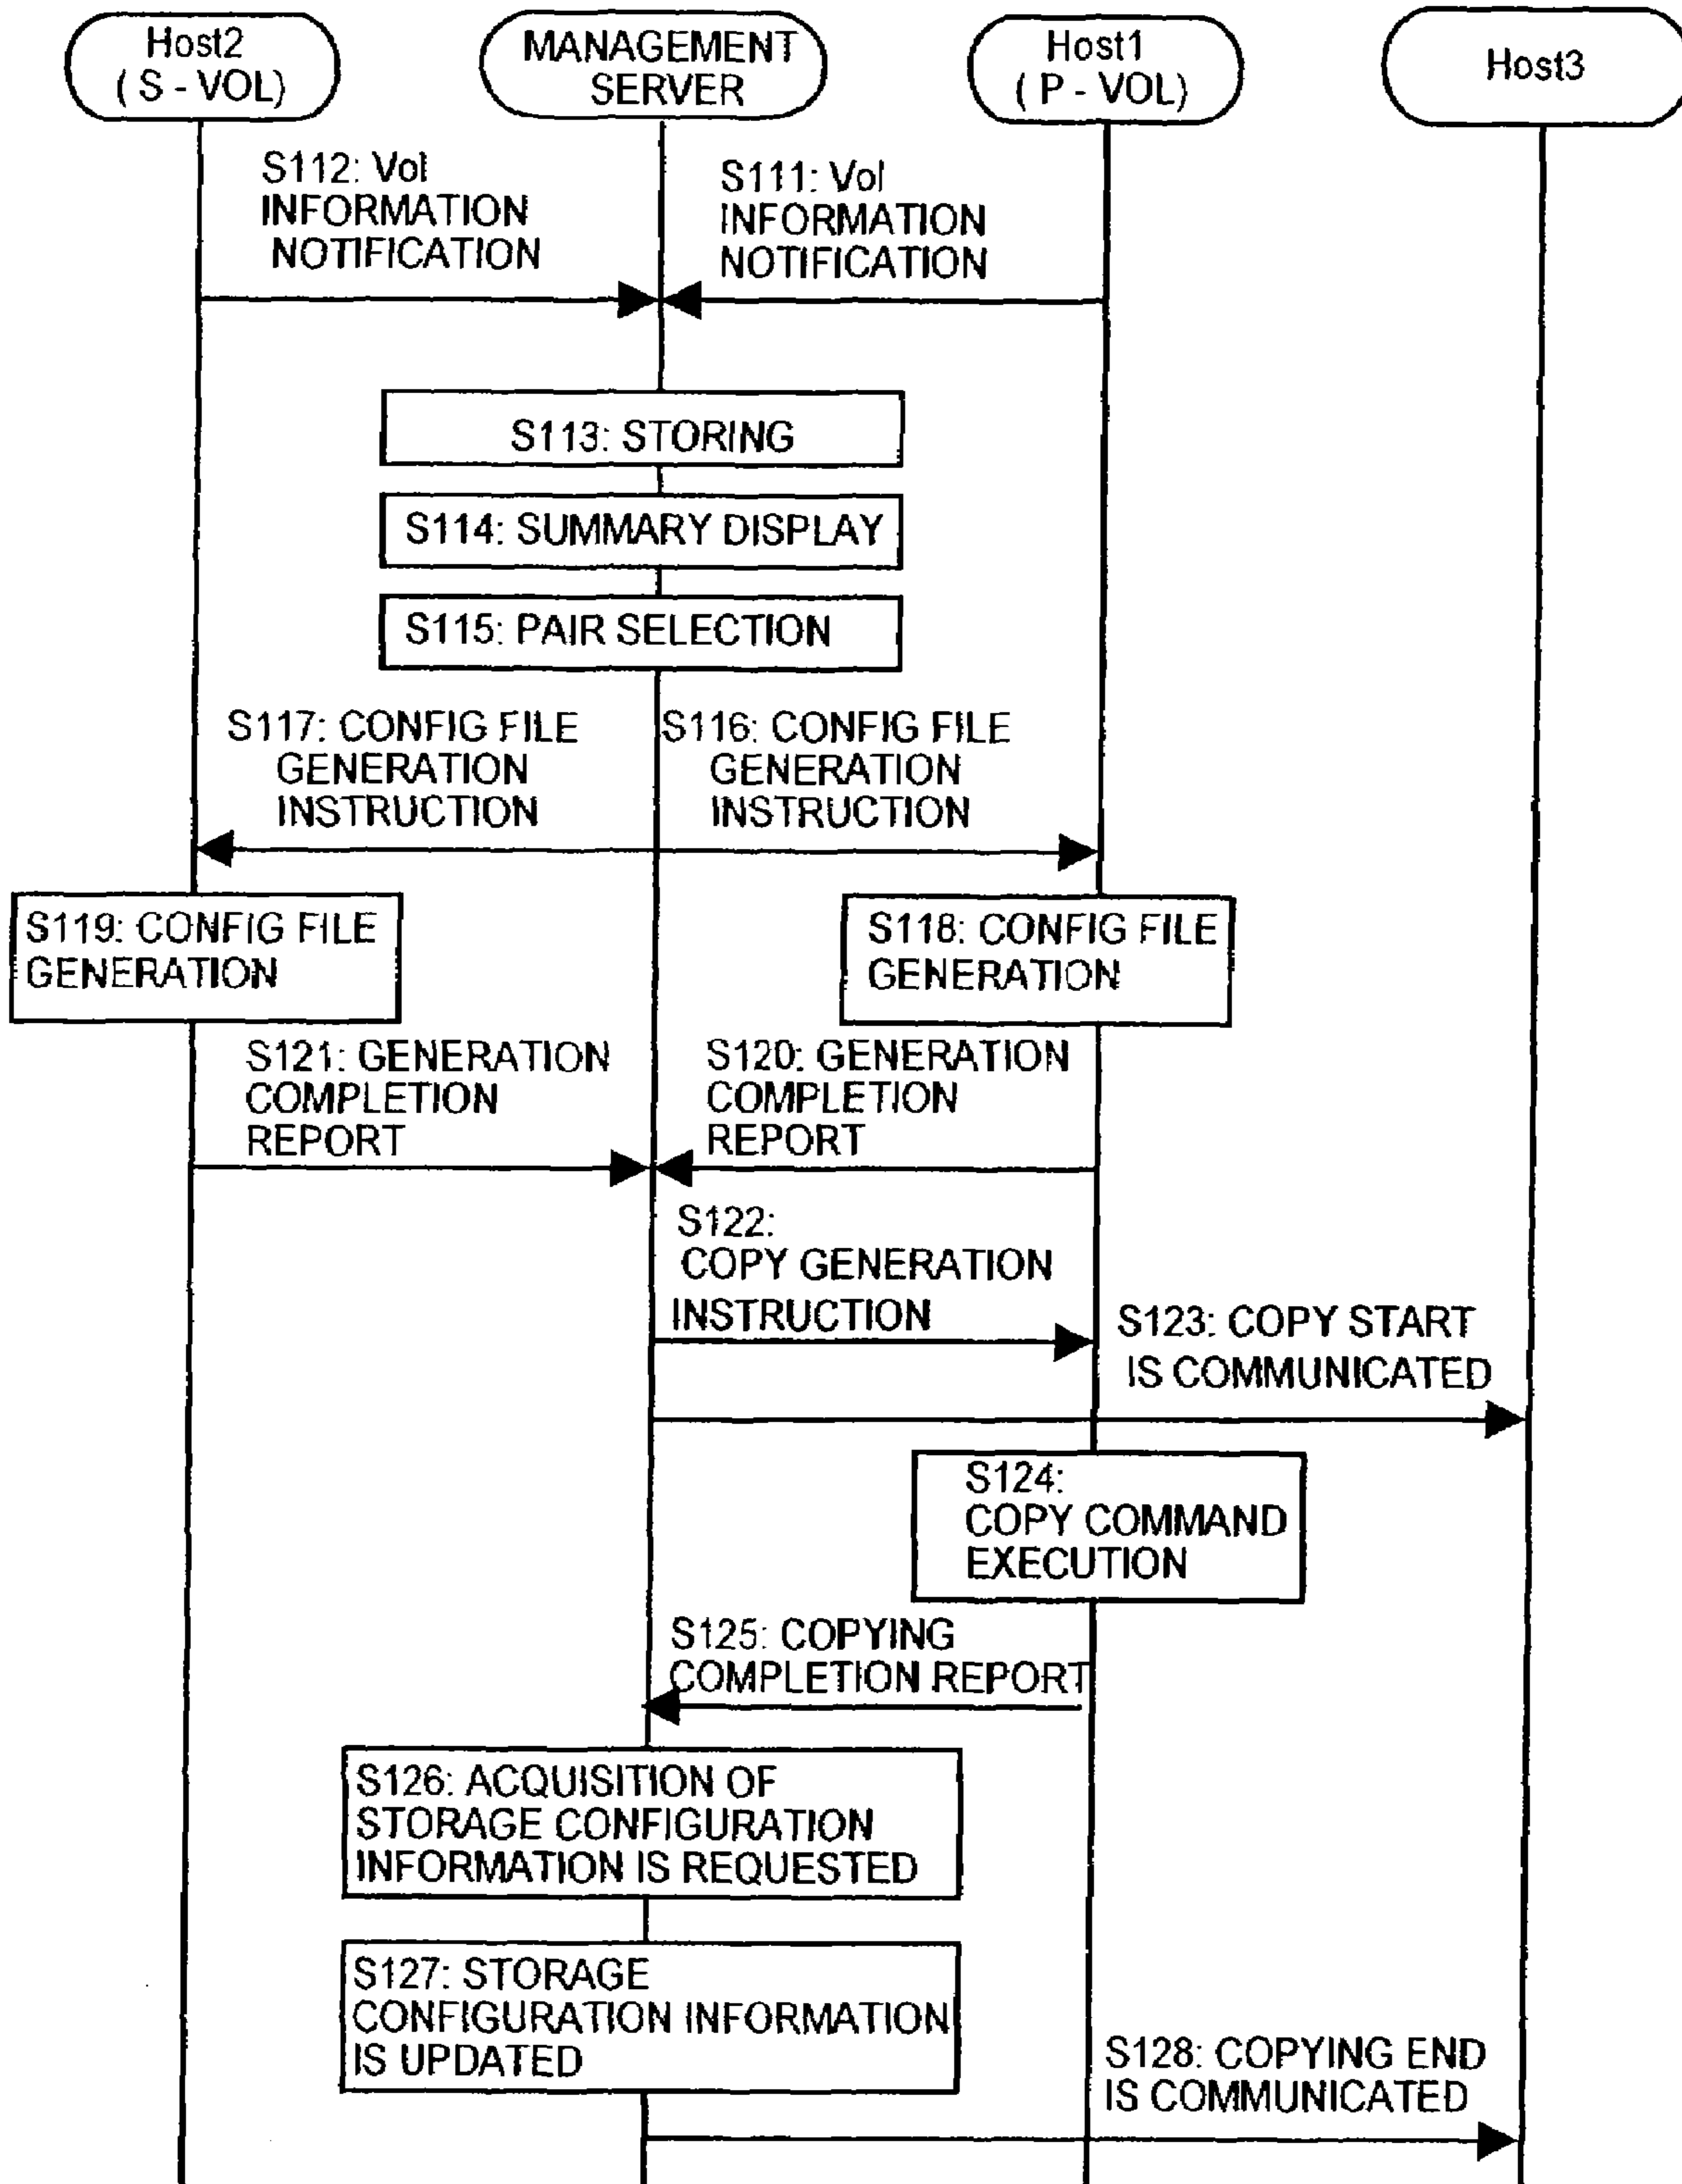 Host2
( S - VOL)
MANAGEMENT
SERVER
Host1
( P - VOL)
Host3
S112: Vol
INFORMATION
NOTIFICATION
S111: Vol
INFORMATION
NOTIFICATION
S113: STORING
S114: SUMMARY DISPLAY
S115: PAIR SELECTION
S117: CONFIG FILE
GENERATION
INSTRUCTION
S116: CONFIG FILE
GENERATION
INSTRUCTION
S119: CONFIG FILE
GENERATION
S118: CONFIG FILE
GENERATION
S121: GENERATION
COMPLETION
REPORT
S120: GENERATION
COMPLETION
REPORT
S122:
COPY GENERATION
INSTRUCTION
S123: COPY START
IS COMMUNICATED
S124:
COPY COMMAND
EXECUTION
S125: COPYING
COMPLETION REPORT
S126: ACQUISITION OF
STORAGE CONFIGURATION
INFORMATION IS REQUESTED
S127: STORAGE
CONFIGURATION INFORMATION
IS UPDATED
S128: COPYING END
IS COMMUNICATED